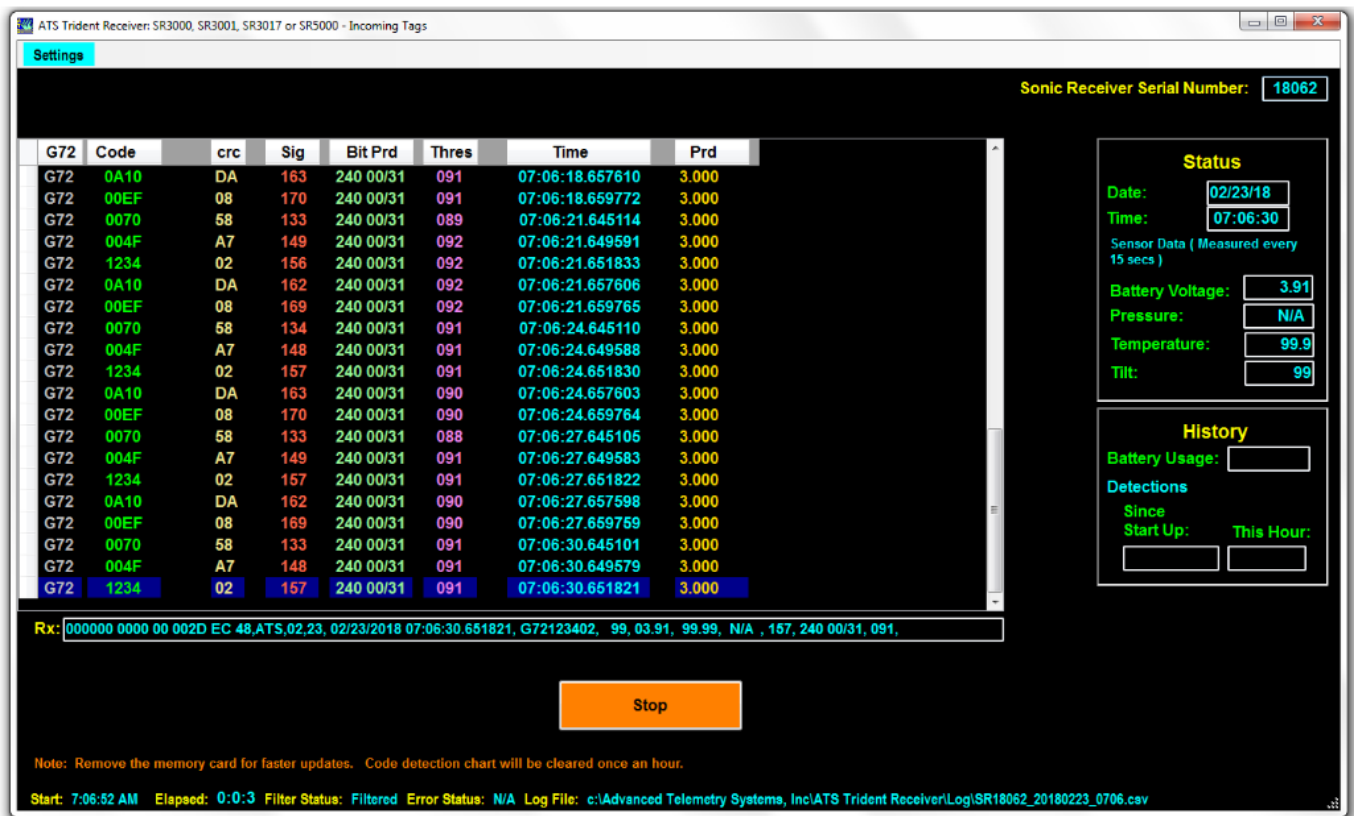 ATS Trident Receiver: SR3000, SR3001, SR3017 or SR5000 - Incoming Tags
Settings
Sonic Receiver Serial Number: 18062
G72 Code crc Sig Bit Prd Thres Time Prd
G72 0A10 DA 163 240 00/31 091 07:06:18.657610 3.000
G72 00EF 08 170 240 00/31 091 07:06:18.659772 3.000
G72 0070 58 133 240 00/31 089 07:06:21.645114 3.000
G72 004F A7 149 240 00/31 092 07:06:21.649591 3.000
G72 1234 02 156 240 00/31 092 07:06:21.651833 3.000
G72 0A10 DA 162 240 00/31 092 07:06:21.657606 3.000
G72 00EF 08 169 240 00/31 092 07:06:21.659765 3.000
G72 0070 58 134 240 00/31 091 07:06:24.645110 3.000
G72 004F A7 148 240 00/31 091 07:06:24.649588 3.000
G72 1234 02 157 240 00/31 091 07:06:24.651830 3.000
G72 0A10 DA 163 240 00/31 090 07:06:24.657603 3.000
G72 00EF 08 170 240 00/31 090 07:06:24.659764 3.000
G72 0070 58 133 240 00/31 088 07:06:27.645105 3.000
G72 004F A7 149 240 00/31 091 07:06:27.649583 3.000
G72 1234 02 157 240 00/31 091 07:06:27.651822 3.000
G72 0A10 DA 162 240 00/31 090 07:06:27.657598 3.000
G72 00EF 08 169 240 00/31 090 07:06:27.659759 3.000
G72 0070 58 133 240 00/31 091 07:06:30.645101 3.000
G72 004F A7 148 240 00/31 091 07:06:30.649579 3.000
G72 1234 02 157 240 00/31 091 07:06:30.651821 3.000
Status
Date: 02/23/18
Time: 07:06:30
Sensor Data ( Measured every
15 secs )
Battery Voltage: 3.91
Pressure: N/A
Temperature: 99.9
Tilt: 99
History
Battery Usage:
Detections
Since
Start Up: This Hour:
Rx: 000000 0000 00 002D EC 48,ATS,02,23, 02/23/2018 07:06:30.651821, G72123402, 99, 03.91, 99.99, N/A , 157, 240 00/31, 091,
Stop
Note: Remove the memory card for faster updates. Code detection chart will be cleared once an hour.
Start: 7:06:52 AM Elapsed: 0:0:3 Filter Status: Filtered Error Status: N/A Log File: c:\Advanced Telemetry Systems, Inc\ATS Trident Receiver\Log\SR18062_20180223_0706.csv